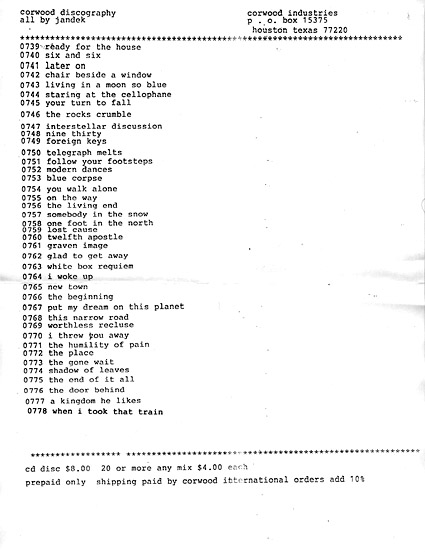 corwood discography
all by jandek
corwood industries
p . o. box 15375
houston texas 77220
0739 ready for the house
0740 six and six
0741 later on
0742 chair beside a window
0743 living in a moon so blue
0744 staring at the cellophane
0745 your turn to fall
0746 the rocks crumble
0747 interstellar discussion
0748 nine thirty
0749 foreign keys
0750 telegraph melts
0751 follow your footsteps
0752 modern dances
0753 blue corpse
0754 you walk alone
0755 on the way
0756 the living end
0757 somebody in the snow
0758 one foot in the north
0759 lost cause
0760 twelfth apostle
0761 graven image
0762 glad to get away
0763 white box requiem
0764 i woke up
0765 new town
0766 the beginning
0767 put my dream on this planet
0768 this narrow road
0769 worthless recluse
0770 i threw you away
0771 the humility of pain
0772 the place
0773 the gone wait
0774 shadow of leaves
0775 the end of it all
0776 the door behind
0777 a kingdom he likes
0778 when i took that train
cd disc $8.00 20 or more any mix $4.00 each
prepaid only shipping paid by corwood international orders add 10%